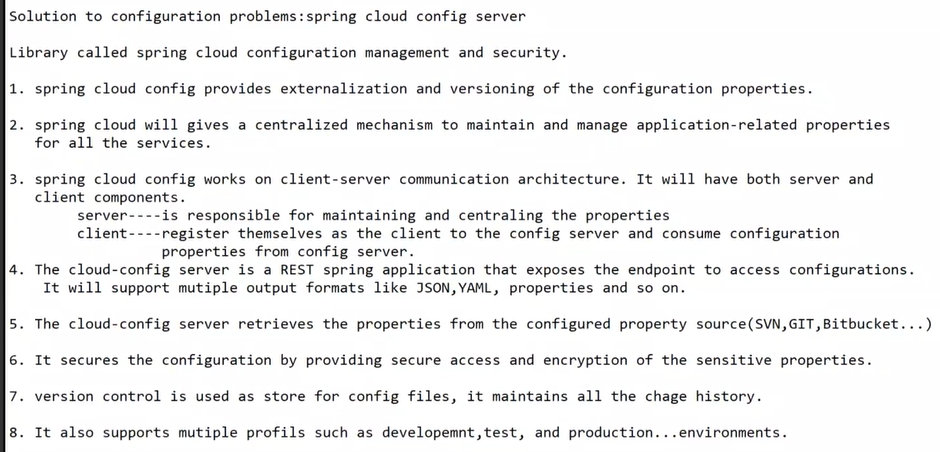 Solution to configuration problems:spring cloud config server
Library called spring cloud configuration management and security.
1. spring cloud config provides externalization and versioning of the configuration properties.
2. spring cloud will gives a centralized mechanism to maintain and manage application-related properties
for all the services.
3. spring cloud config works on client-server communication architecture. It will have both server and
client components.
server----is responsible for maintaining and centraling the properties
client----register themselves as the client to the config server and consume configuration
properties from config server.
4. The cloud-config server is a REST spring application that exposes the endpoint to access configurations.
It will support mutiple output formats like JSON,YAML, properties and so on.
5. The cloud-config server retrieves the properties from the configured property source(SVN,GIT,Bitbucket...)
6. It secures the configuration by providing secure access and encryption of the sensitive properties.
7. version control is used as store for config files, it maintains all the chage history.
8. It also supports mutiple profils such as developemnt,test, and production...environments.